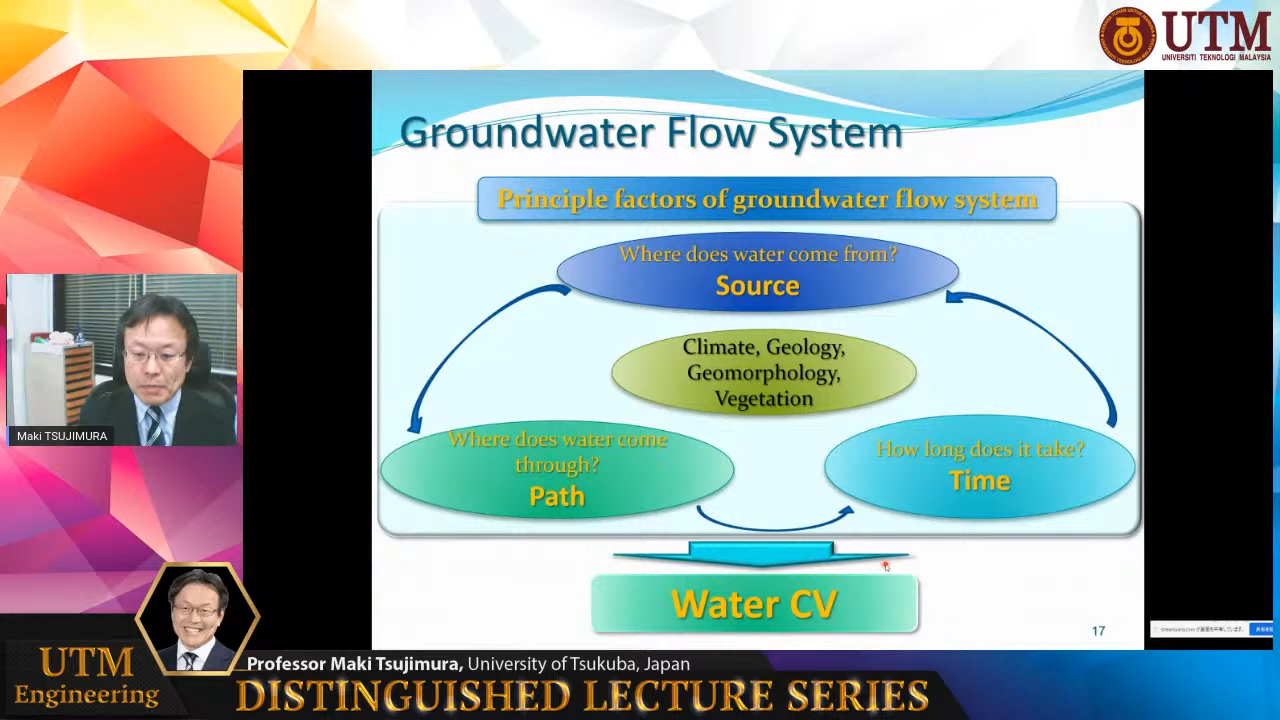 UTM
UNIVERSITI TEKNOLOGI MALAYSIA
Groundwater Flow System
Principle factors of groundwater flow system
Where does water come from?
Source
Climate, Geology,
Geomorphology,
Vegetation
Where does water come
through?
Path
How long does it take?
Time
Water CV
17
Maki TSUJIMURA
UTM
Engineering
Professor Maki Tsujimura, University of Tsukuba, Japan
DISTINGUISHED LECTURE SERIES